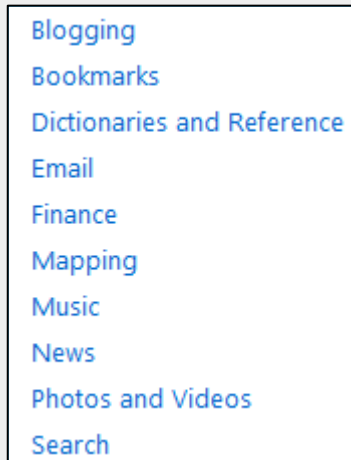 Blogging
Bookmarks
Dictionaries and Reference
Email
Finance
Mapping
Music
News
Photos and Videos
Search